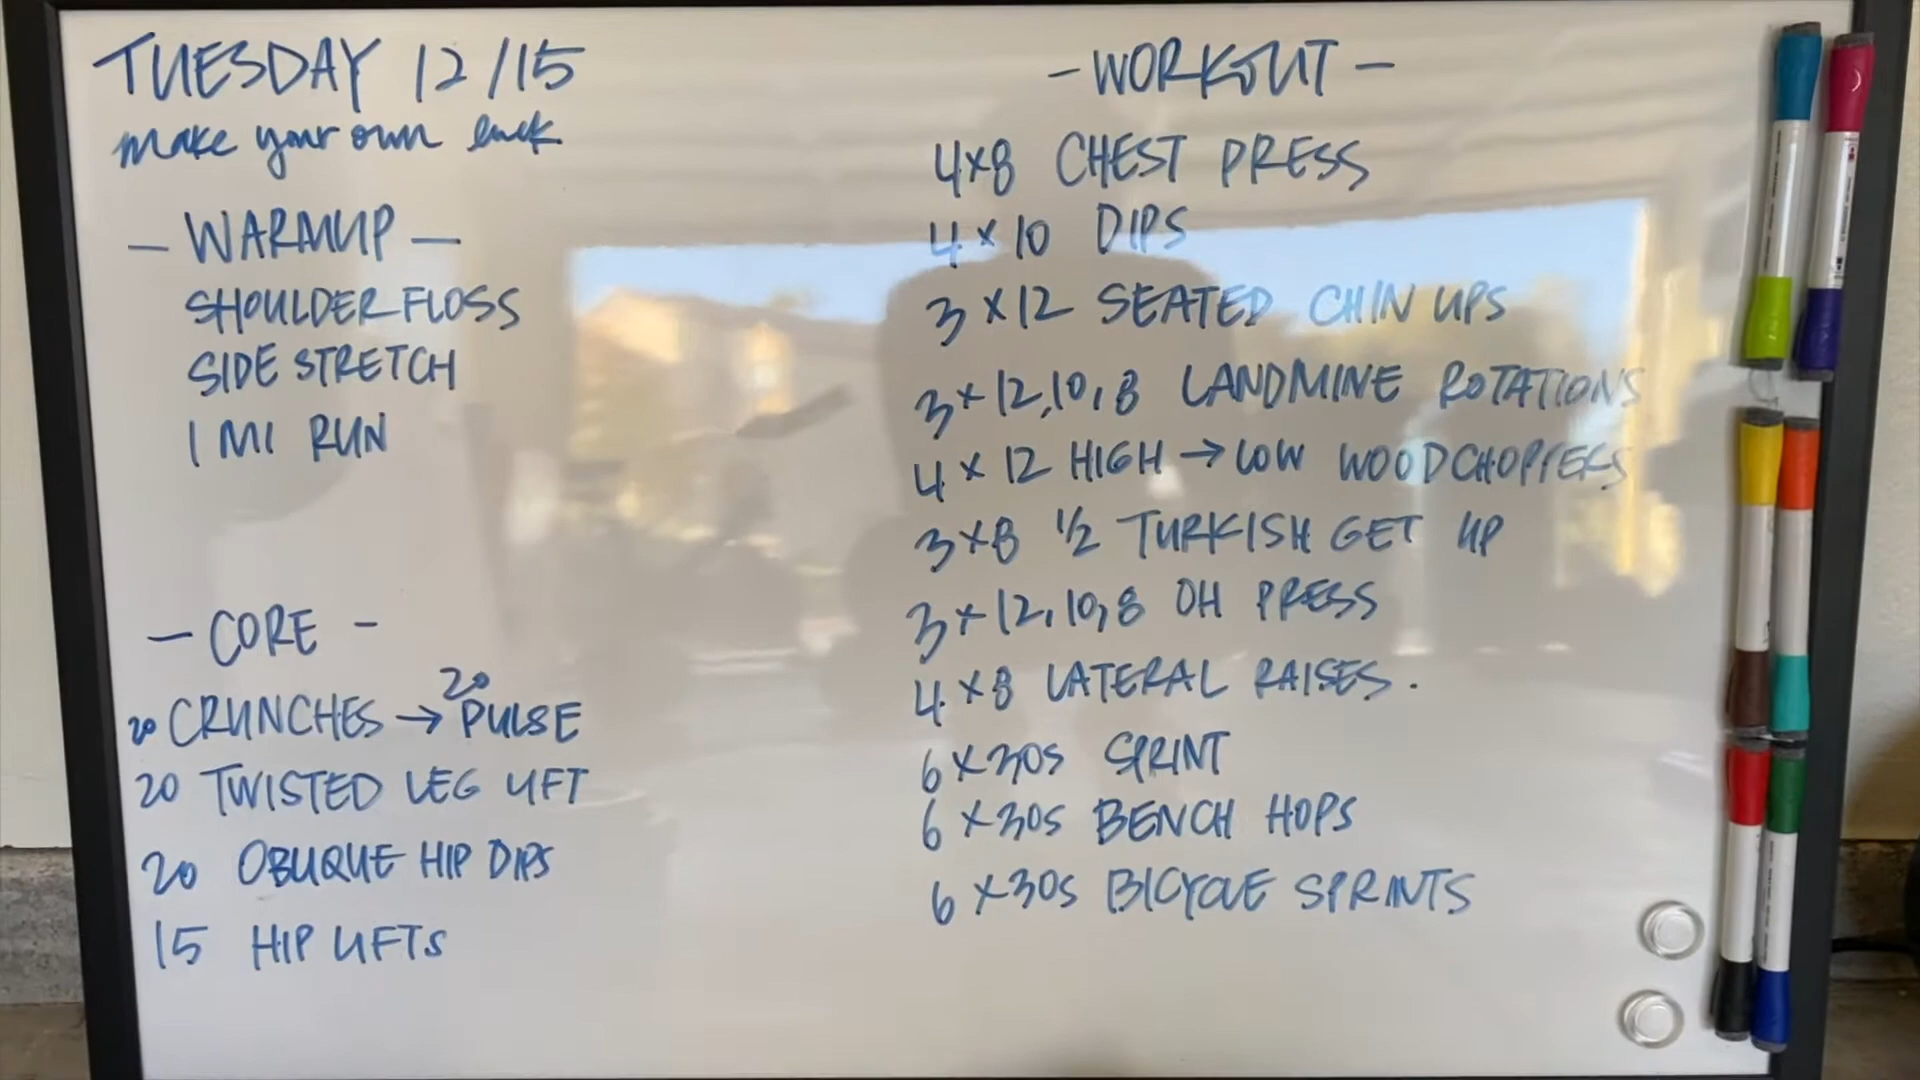 TUESDAY 12/15
make your own luck
- WARMUP -
SHOULDER FLOSS
SIDE STRETCH
1 MI RUN
- CORE -
20 CRUNCHES → 20 PULSE
20 TWISTED LEG LIFT
20 OBLIQUE HIP DIPS
15 HIP LIFTS
- WORKOUT -
4x8 CHEST PRESS
4x10 DIPS
3x12 SEATED CHIN UPS
3x12,10,8 LANDMINE ROTATIONS
4x12 HIGH → LOW WOODCHOPPERS
3x8 1/2 TURKISH GET UP
3x12,10,8 OH PRESS
4x8 LATERAL RAISES.
6x30s SPRINT
6x30s BENCH HOPS
6x30s BICYCLE SPRINTS